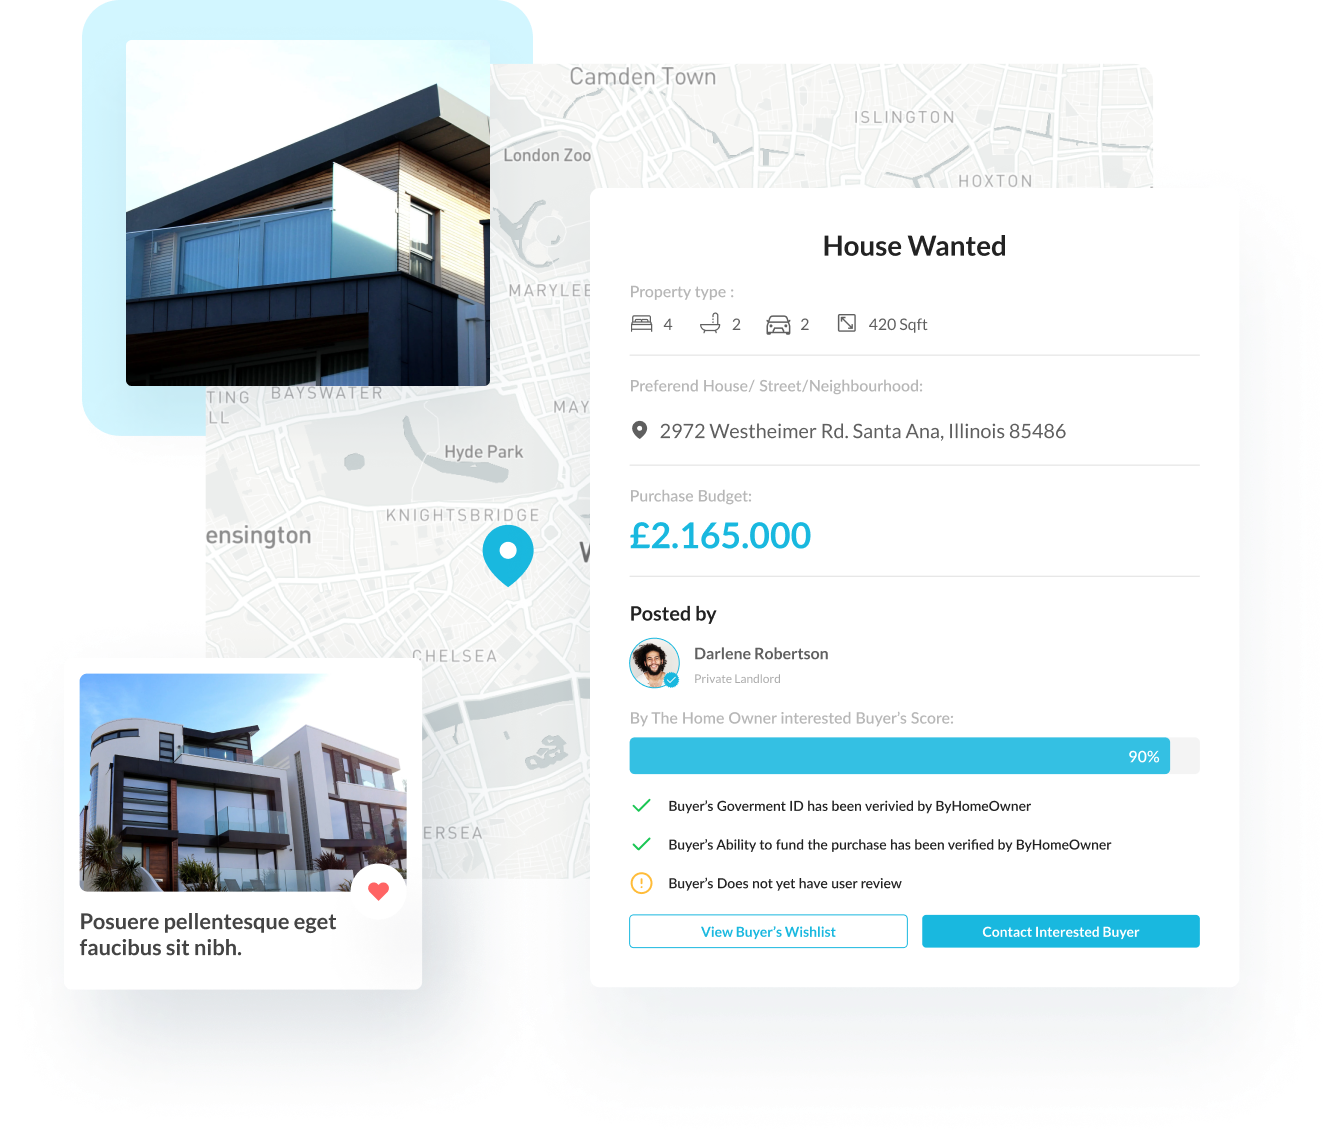 Camden Town
ISLINGTON
London Zoo
HOXTON
MARYLEB
TING
LL
BAYSWATER
MAY
Hyde Park
KNIGHTSBRIDGE
ensington
W
CHELSEA
ERSEA
House Wanted
Property type :
4 2 2 420 Sqft
Preferend House/ Street/Neighbourhood:
2972 Westheimer Rd. Santa Ana, Illinois 85486
Purchase Budget:
£2.165.000
Posted by
Darlene Robertson
Private Landlord
By The Home Owner interested Buyer's Score:
90%
Buyer's Goverment ID has been verivied by ByHomeOwner
Buyer's Ability to fund the purchase has been verified by ByHomeOwner
Buyer's Does not yet have user review
View Buyer's Wishlist
Contact Interested Buyer
Posuere pellentesque eget
faucibus sit nibh.